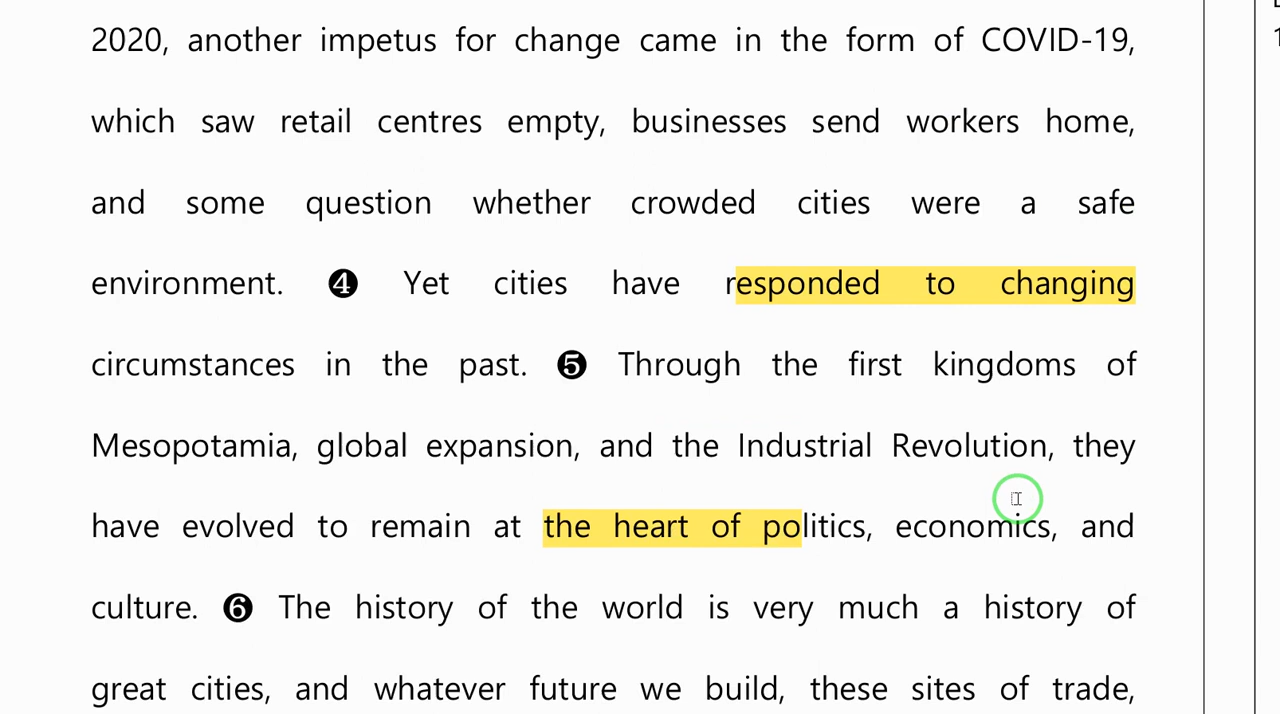 2020, another impetus for change came in the form of COVID-19,
which saw retail centres empty, businesses send workers home,
and some question whether crowded cities were a safe
environment. ❹ Yet cities have responded to changing
circumstances in the past. ❺ Through the first kingdoms of
Mesopotamia, global expansion, and the Industrial Revolution, they
have evolved to remain at the heart of politics, economics, and
culture. ❻ The history of the world is very much a history of
great cities, and whatever future we build, these sites of trade,